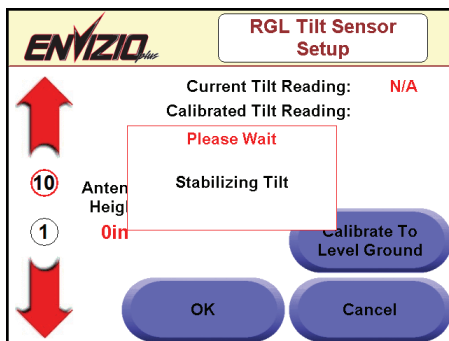 ENVIZIO plus
RGL Tilt Sensor
Setup
Current Tilt Reading: N/A
Calibrated Tilt Reading:
Please Wait
Stabilizing Tilt
10
1
0in
Calibrate To
Level Ground
OK
Cancel